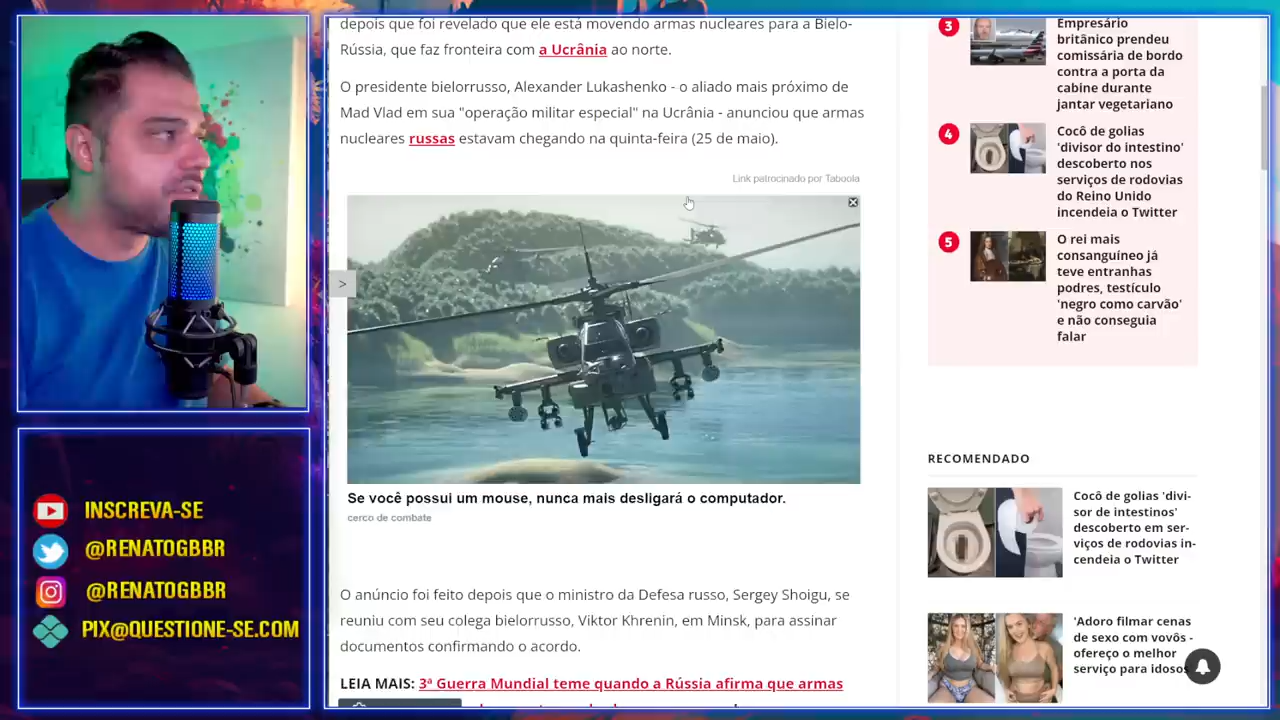 depois que foi revelado que ele está movendo armas nucleares para a Bielo-
Rússia, que faz fronteira com a Ucrânia ao norte.
O presidente bielorrusso, Alexander Lukashenko - o aliado mais próximo de
Mad Vlad em sua "operação militar especial" na Ucrânia - anunciou que armas
nucleares russas estavam chegando na quinta-feira (25 de maio).
Link patrocinado por Taboola
>
Se você possui um mouse, nunca mais desligará o computador.
cerco de combate
O anúncio foi feito depois que o ministro da Defesa russo, Sergey Shoigu, se
reuniu com seu colega bielorrusso, Viktor Khrenin, em Minsk, para assinar
documentos confirmando o acordo.
LEIA MAIS: 3ª Guerra Mundial teme quando a Rússia afirma que armas
3
Empresário
britânico prendeu
comissária de bordo
contra a porta da
cabine durante
jantar vegetariano
4
Cocô de golias
'divisor do intestino'
descoberto nos
serviços de rodovias
do Reino Unido
incendeia o Twitter
5
O rei mais
consanguíneo já
teve entranhas
podres, testículo
'negro como carvão'
e não conseguia
falar
RECOMENDADO
Cocô de golias 'divi-
sor de intestinos'
descoberto em ser-
viços de rodovias in-
cendeia o Twitter
'Adoro filmar cenas
de sexo com vovôs -
ofereço o melhor
serviço para idosos
INSCREVA-SE
@RENATOGBBR
@RENATOGBBR
PIX@QUESTIONE-SE.COM